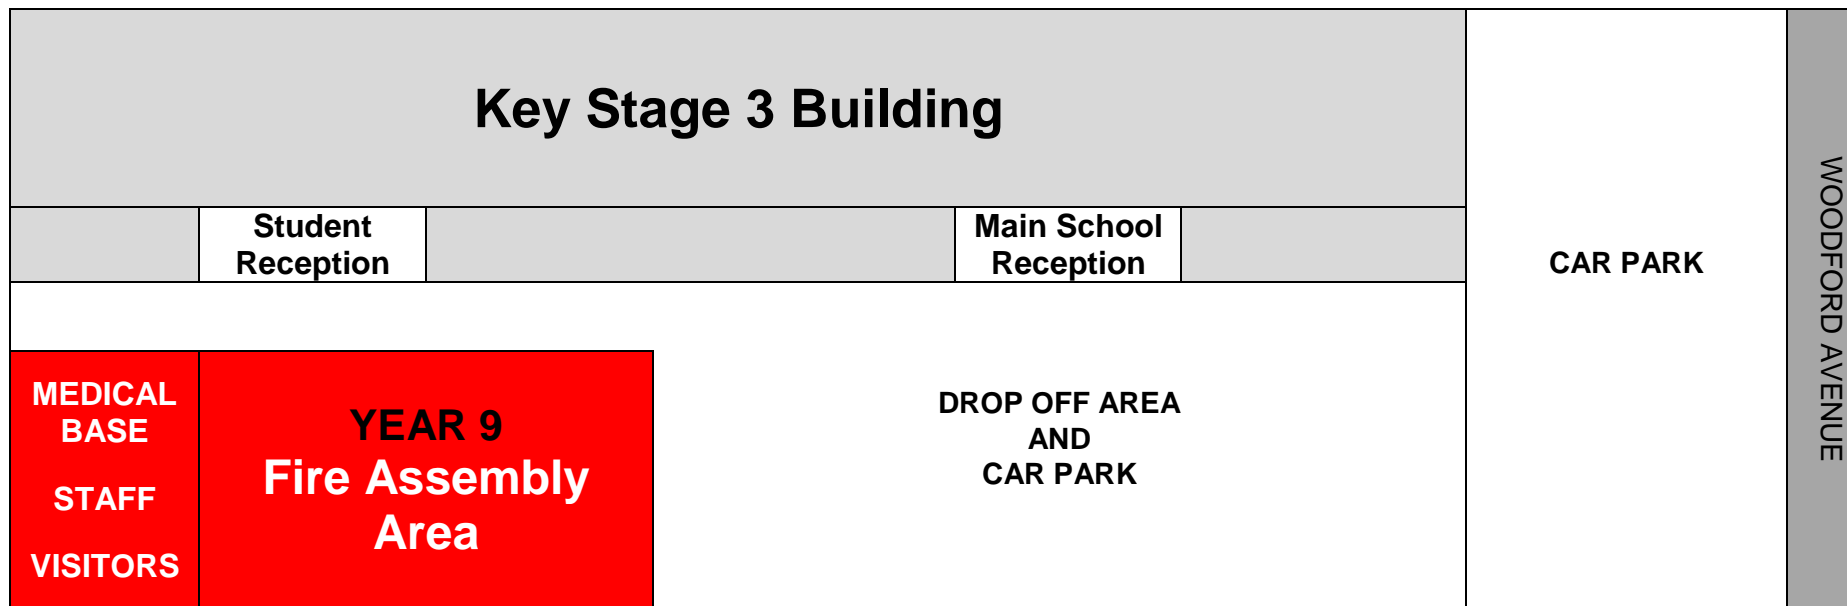 Key Stage 3 Building
Student
Reception
Main School
Reception
CAR PARK
WOODFORD AVENUE
MEDICAL
BASE
STAFF
VISITORS
YEAR 9
Fire Assembly
Area
DROP OFF AREA
AND
CAR PARK